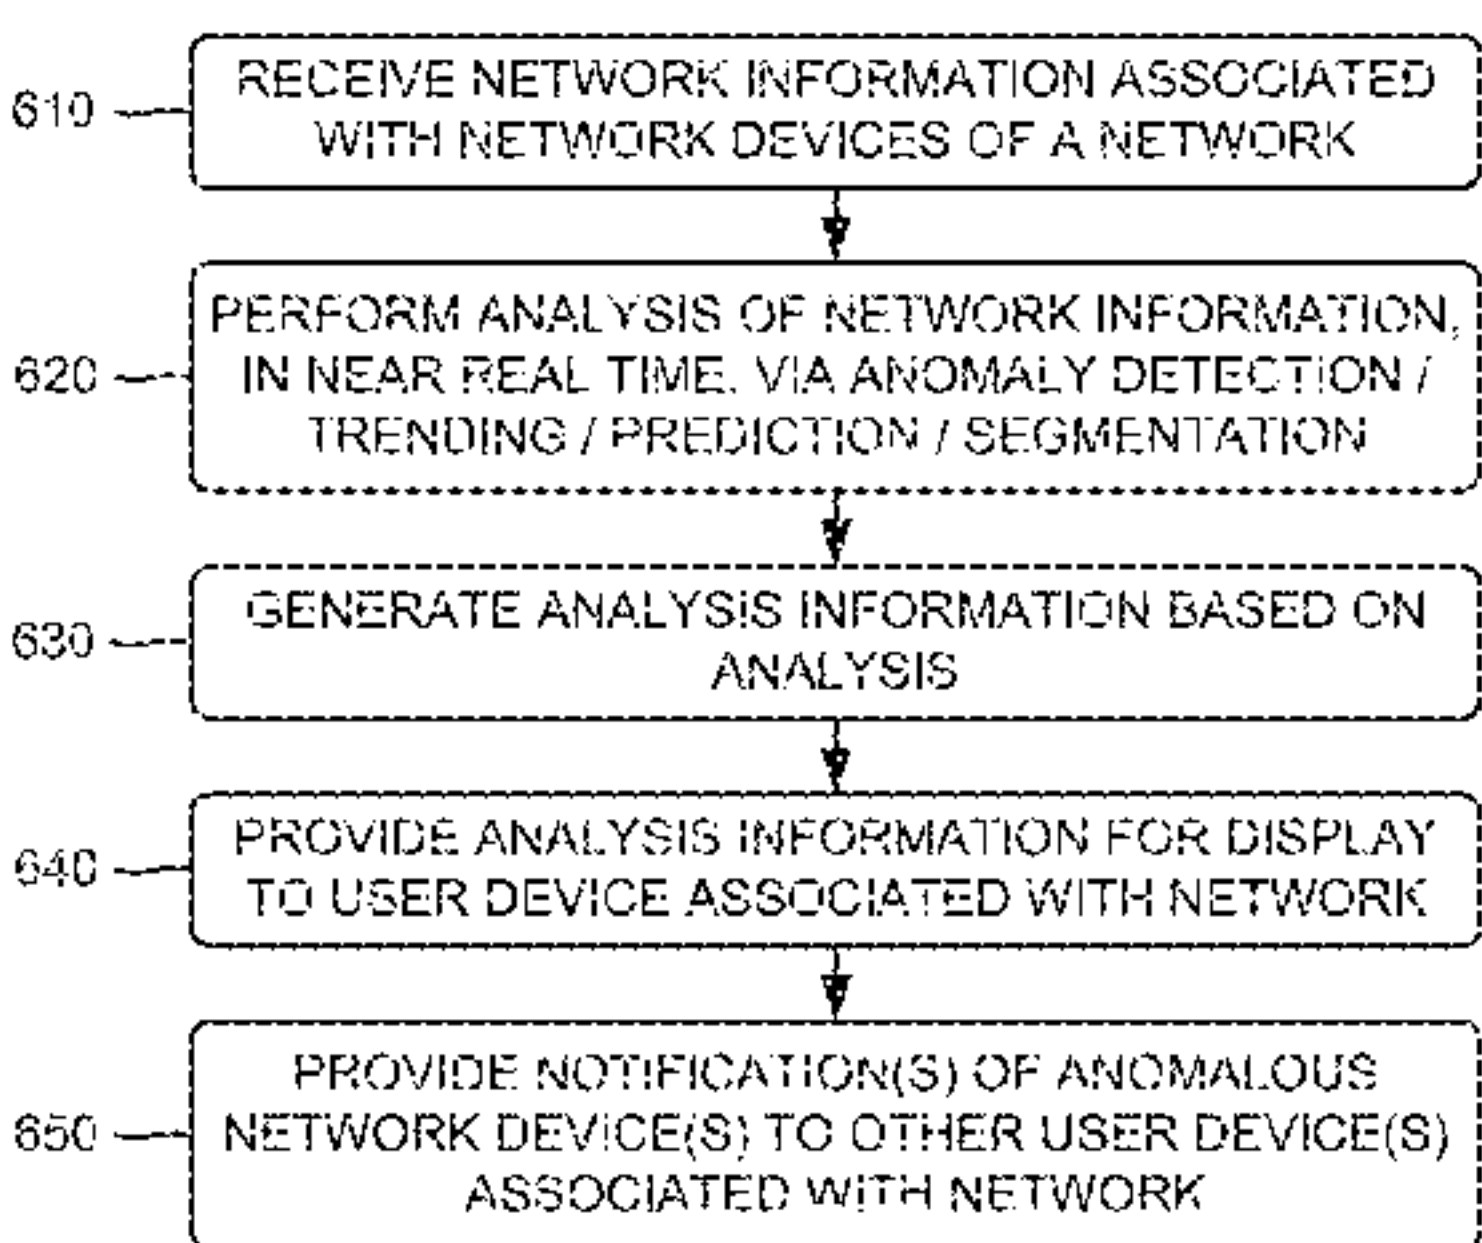 610
RECEIVE NETWORK INFORMATION ASSOCIATED
WITH NETWORK DEVICES OF A NETWORK
620
PERFORM ANALYSIS OF NETWORK INFORMATION,
IN NEAR REAL TIME, VIA ANOMALY DETECTION /
TRENDING / PREDICTION / SEGMENTATION
630
GENERATE ANALYSIS INFORMATION BASED ON
ANALYSIS
640
PROVIDE ANALYSIS INFORMATION FOR DISPLAY
TO USER DEVICE ASSOCIATED WITH NETWORK
650
PROVIDE NOTIFICATION(S) OF ANOMALOUS
NETWORK DEVICE(S) TO OTHER USER DEVICE(S)
ASSOCIATED WITH NETWORK